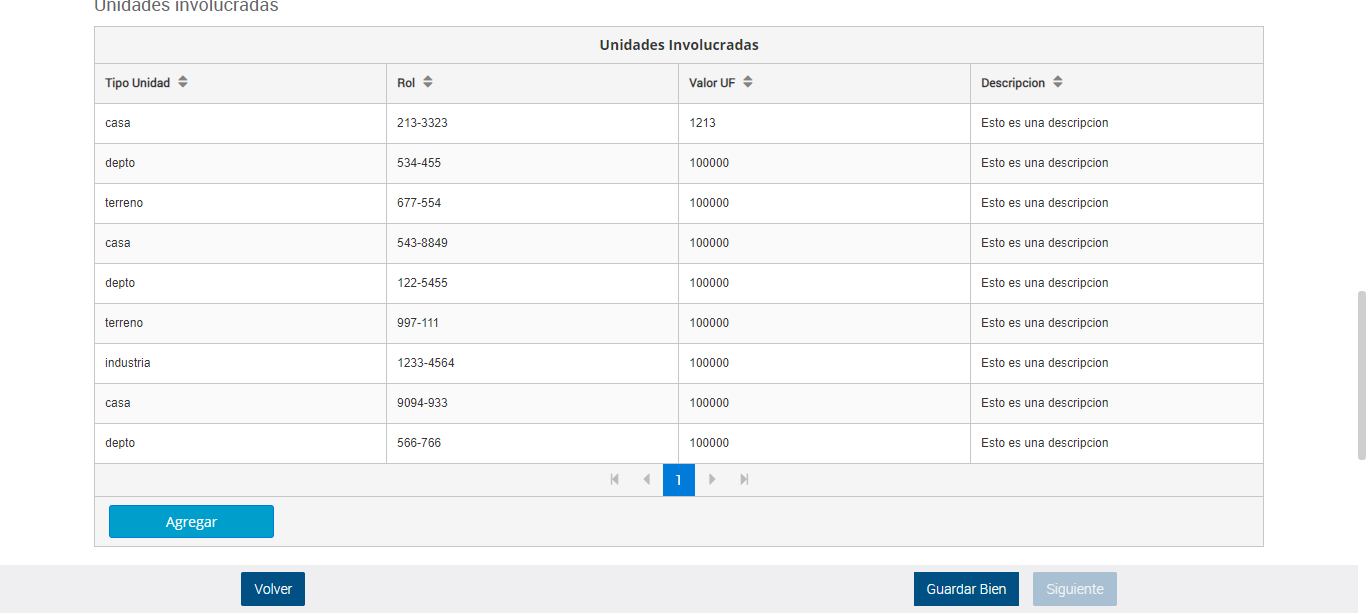 Unidades involucradas
Unidades Involucradas
Tipo Unidad Rol Valor UF Descripcion
casa 213-3323 1213 Esto es una descripcion
depto 534-455 100000 Esto es una descripcion
terreno 677-554 100000 Esto es una descripcion
casa 543-8849 100000 Esto es una descripcion
depto 122-5455 100000 Esto es una descripcion
terreno 997-111 100000 Esto es una descripcion
industria 1233-4564 100000 Esto es una descripcion
casa 9094-933 100000 Esto es una descripcion
depto 566-766 100000 Esto es una descripcion
1
Agregar
Volver Guardar Bien Siguiente